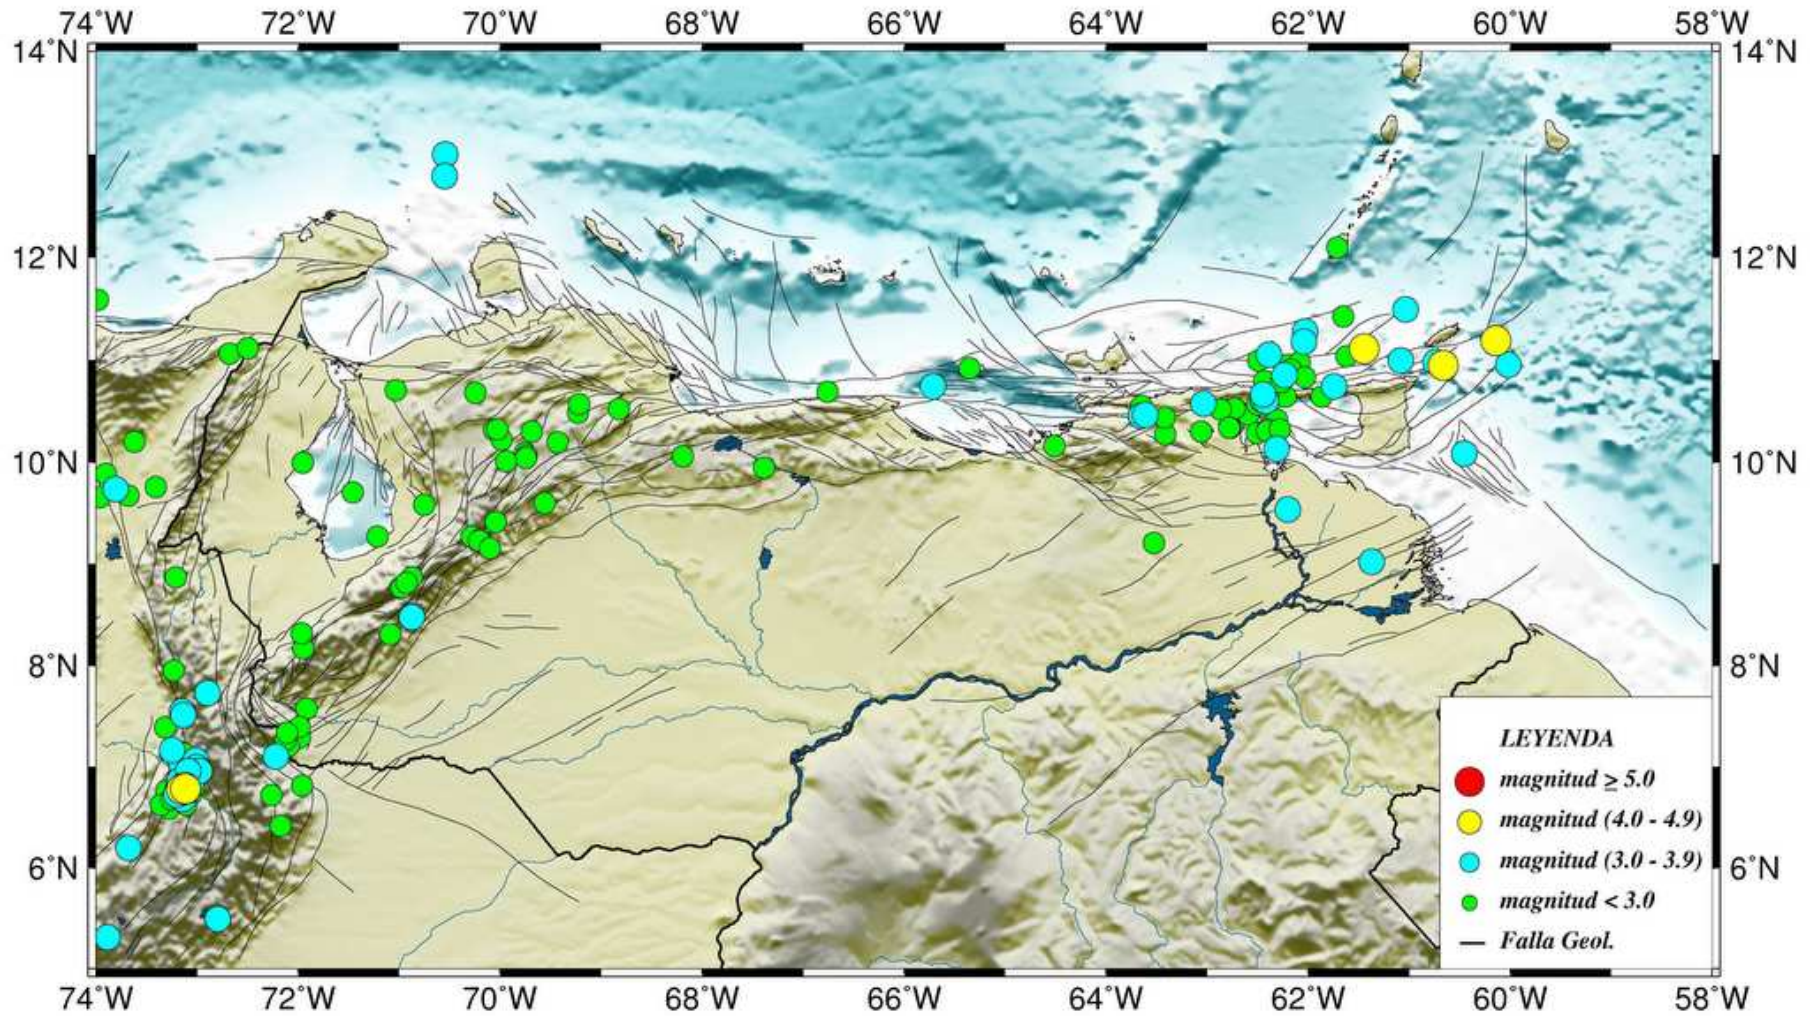 74˚W 72˚W 70˚W 68˚W 66˚W 64˚W 62˚W 60˚W 58˚W
14˚N 14˚N
12˚N 12˚N
10˚N 10˚N
8˚N 8˚N
LEYENDA
magnitud ≥ 5.0
magnitud (4.0 - 4.9)
magnitud (3.0 - 3.9)
6˚N 6˚N
magnitud < 3.0
Falla Geol.
74˚W 72˚W 70˚W 68˚W 66˚W 64˚W 62˚W 60˚W 58˚W